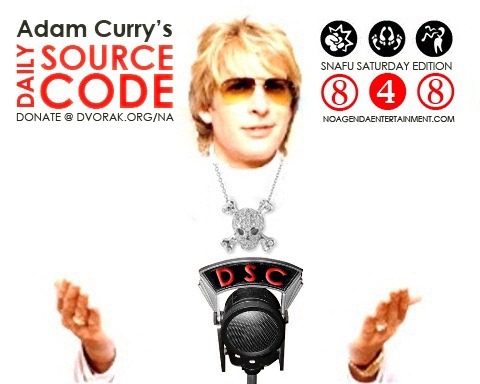 Adam Curry's
DAILY
SOURCE
CODE
DONATE @ DVORAK.ORG/NA
SNAFU SATURDAY EDITION
8 4 8
NOAGENDAENTERTAINMENT.COM
DSC